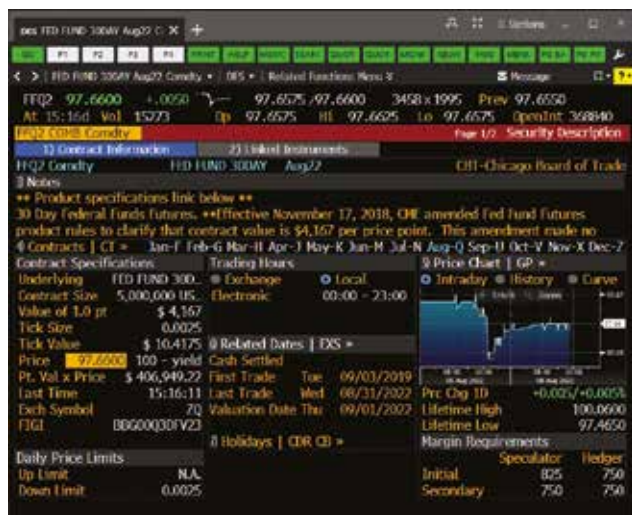 DES FED FUND 30DAY Aug22 C
FED FUND 30DAY Aug22 Comdty DES Related Functions Menu
Message
FFQ2 97.6600 +.0050 97.6575 /97.6600 3458 x 1995 Prev 97.6550
At 15:16d Vol 15273 Op 97.6575 Hi 97.6625 Lo 97.6575 OpenInt 368840
FFQ2 COMB Comdty Page 1/2 Security Description
1) Contract Information 2) Linked Instruments
FFQ2 Comdty FED FUND 30DAY Aug22 CBT-Chicago Board of Trade
3 Notes
** Product specifications link below **
30 Day Federal Funds Futures. **Effective November 17, 2018, CME amended Fed Fund Futures
product rules to clarify that contract value is $4,167 per price point. This amendment made no
Contracts | CT » Jan-F Feb-G Mar-H Apr-J May-K Jun-M Jul-N Aug-Q Sep-U Oct-V Nov-X Dec-Z
Contract Specifications Trading Hours Price Chart | GP »
Underlying FED FUND 30D... Exchange Local Intraday History Curve
Contract Size 5,000,000 US... Electronic 00:00 - 23:00
Value of 1.0 pt $ 4,167
Tick Size 0.0025
Tick Value $ 10.4175 Related Dates | EXS »
Price 97.6600 100 - yield Cash Settled
Pt. Val x Price $ 406,949.22 First Trade Tue 09/03/2019
Last Time 15:16:11 Last Trade Wed 08/31/2022 Prc Chg 1D +0.005/+0.005%
Exch Symbol ZQ Valuation Date Thu 09/01/2022 Lifetime High 100.0600
FIGI Lifetime Low 97.4650
Holidays | CDR CB » Margin Requirements
Daily Price Limits Speculator Hedger
Up Limit N.A. Initial 825 750
Down Limit 0.0025 Secondary 750 750